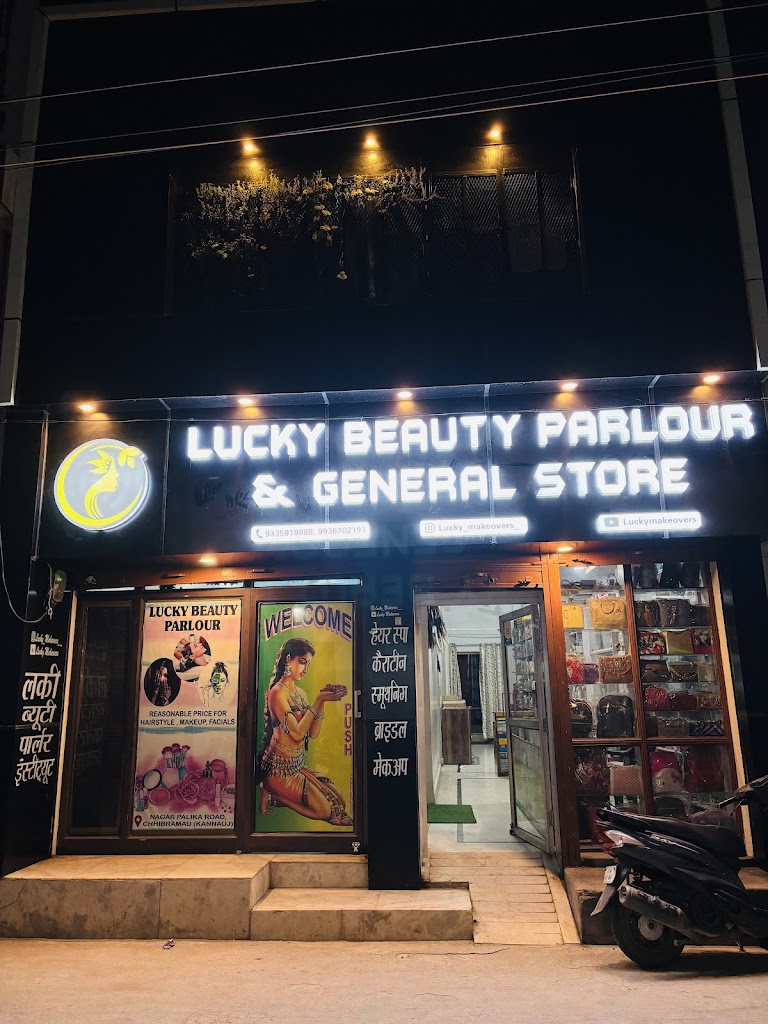 LUCKY BEAUTY PARLOUR
& GENERAL STORE
9335919888, 9936702191
Lucky_makeovers_
Luckymakeovers
लकी
ब्यूटी
पार्लर
इंस्टीट्यूट
LUCKY BEAUTY
PARLOUR
REASONABLE PRICE FOR
HAIRSTYLE , MAKEUP, FACIALS
NAGAR PALIKA ROAD,
CHHIBRAMAU (KANNAUJ)
WELCOME
PUSH
हेयर स्पा
कैराटीन
स्मूथनिंग
ब्राइडल
मेकअप